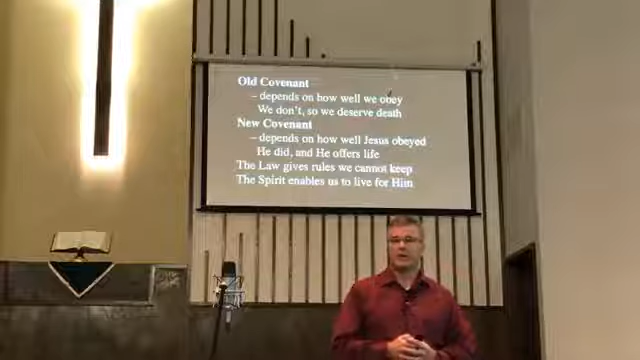 Old Covenant
– depends on how well we obey
We don't, so we deserve death
New Covenant
– depends on how well Jesus obeyed
He did, and He offers life
The Law gives rules we cannot keep
The Spirit enables us to live for Him